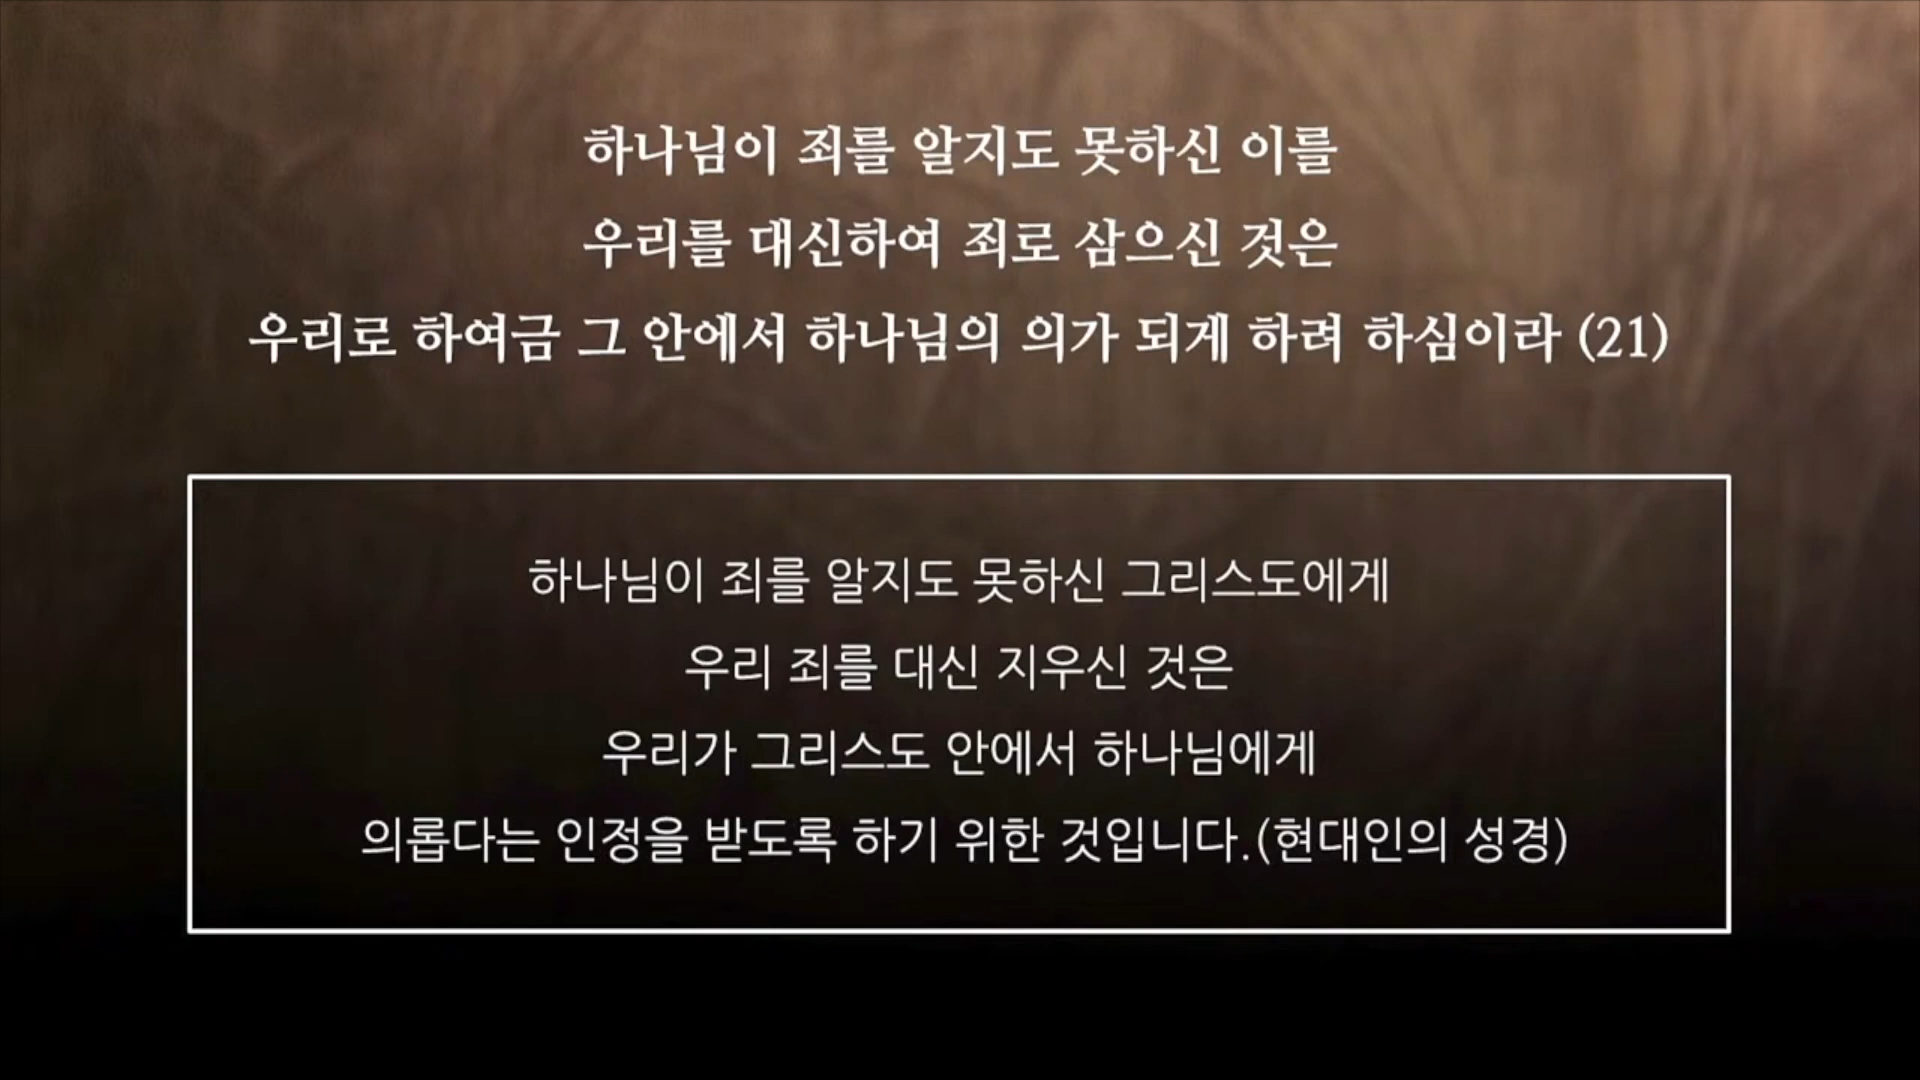 하나님이 죄를 알지도 못하신 이를
우리를 대신하여 죄로 삼으신 것은
우리로 하여금 그 안에서 하나님의 의가 되게 하려 하심이라 (21)
하나님이 죄를 알지도 못하신 그리스도에게
우리 죄를 대신 지우신 것은
우리가 그리스도 안에서 하나님에게
의롭다는 인정을 받도록 하기 위한 것입니다.(현대인의 성경)